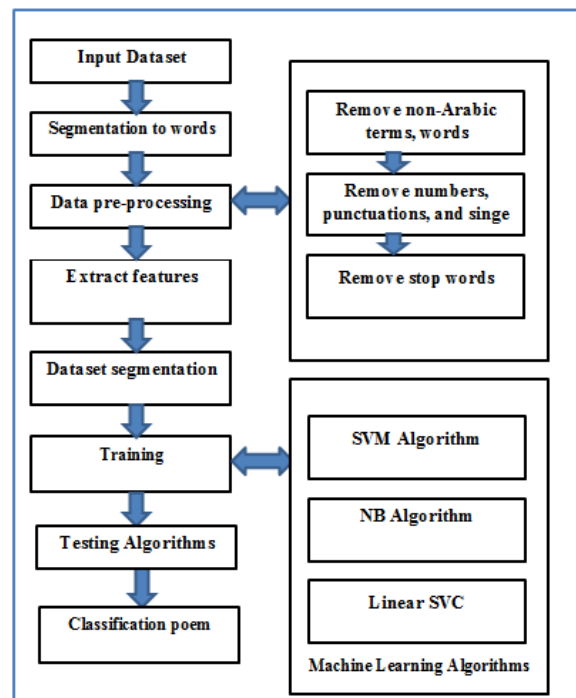 Input Dataset
Segmentation to words
Data pre-processing
Extract features
Dataset segmentation
Training
Testing Algorithms
Classification poem
Remove non-Arabic
terms, words
Remove numbers,
punctuations, and singe
Remove stop words
SVM Algorithm
NB Algorithm
Linear SVC
Machine Learning Algorithms